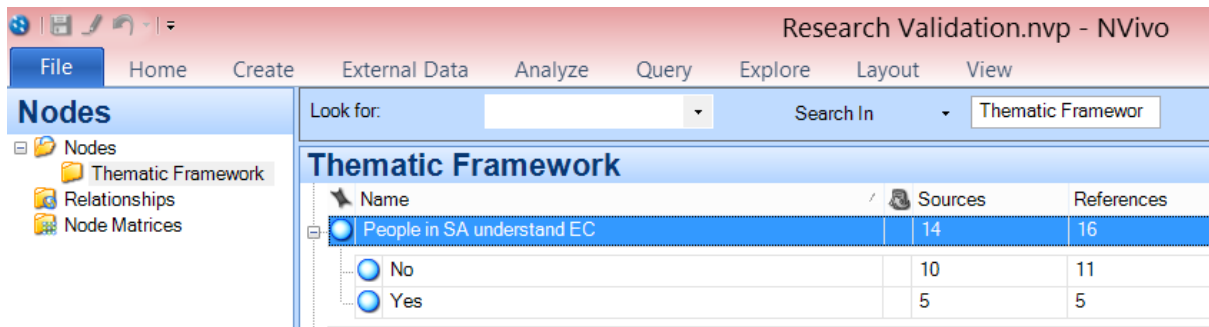 Research Validation.nvp - NVivo
File Home Create External Data Analyze Query Explore Layout View
Nodes
Nodes
Thematic Framework
Relationships
Node Matrices
Look for: Search In Thematic Framewor
Thematic Framework
Name Sources References
People in SA understand EC 14 16
No 10 11
Yes 5 5